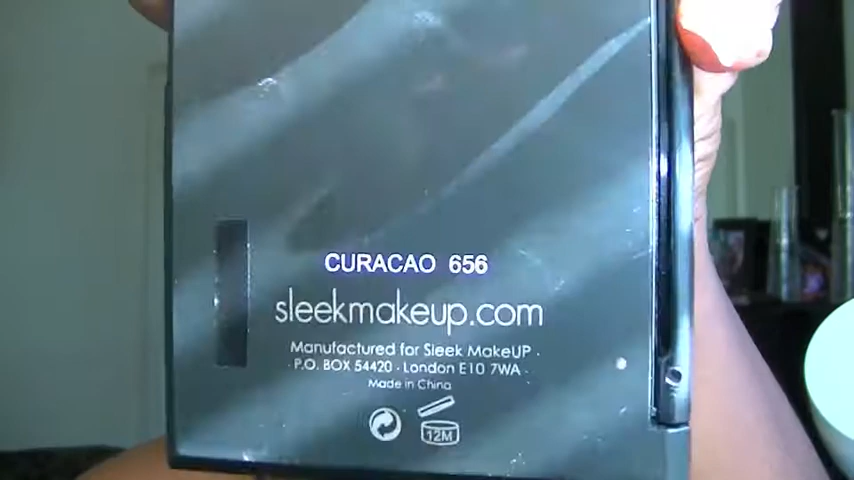 CURACAO 656
sleekmakeup.com
Manufactured for Sleek MakeUP
P.O. BOX 54420 · London E10 7WA
Made in China
12M